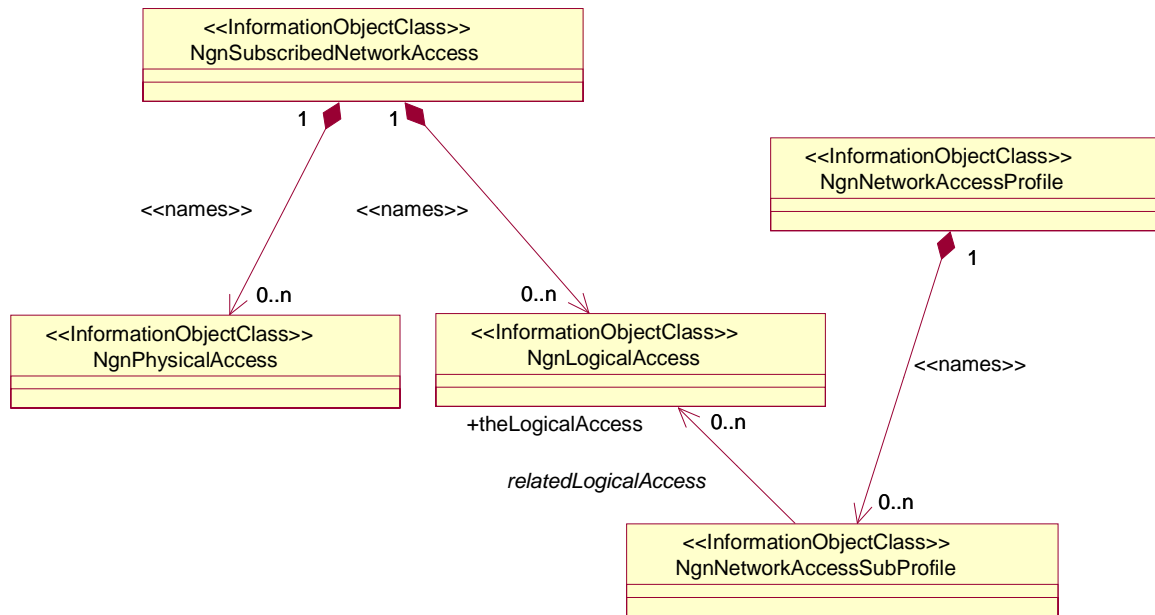 <<InformationObjectClass>>
NgnSubscribedNetworkAccess
1
1
<<InformationObjectClass>>
NgnNetworkAccessProfile
<<names>>
<<names>>
1
0..n
0..n
<<InformationObjectClass>>
NgnPhysicalAccess
<<InformationObjectClass>>
NgnLogicalAccess
<<names>>
+theLogicalAccess
0..n
relatedLogicalAccess
0..n
<<InformationObjectClass>>
NgnNetworkAccessSubProfile